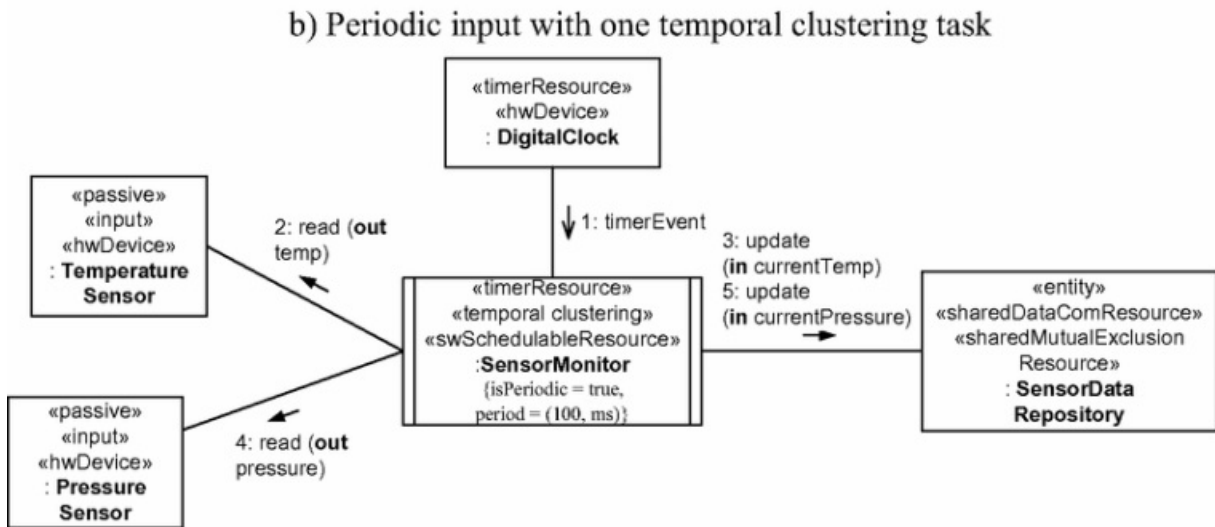 b) Periodic input with one temporal clustering task
«timerResource»
«hwDevice»
: DigitalClock
«passive»
«input»
«hwDevice»
: Temperature
Sensor
2: read (out
temp)
1: timerEvent
3: update
(in currentTemp)
5: update
(in currentPressure)
«timerResource»
«temporal clustering»
«swSchedulableResource»
:SensorMonitor
{isPeriodic = true,
period = (100, ms)}
«entity»
«sharedDataComResource»
«sharedMutualExclusion
Resource»
: SensorData
Repository
«passive»
«input»
«hwDevice»
: Pressure
Sensor
4: read (out
pressure)